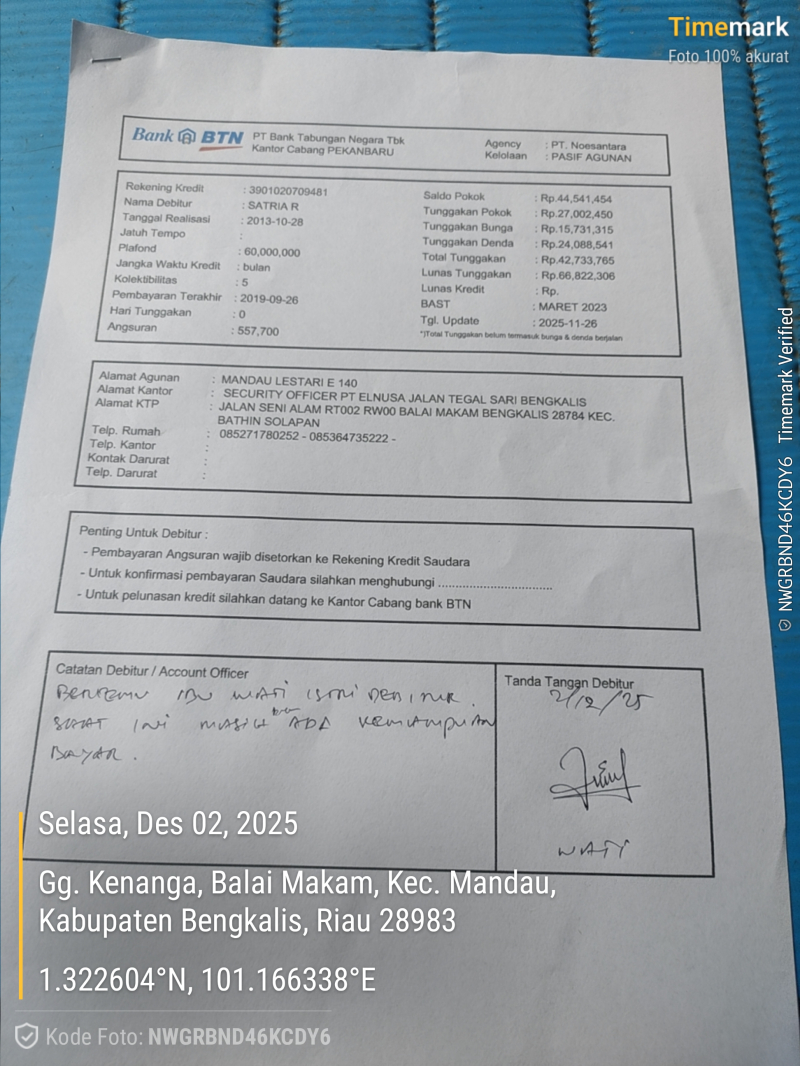 Timemark
Foto 100% akurat
Bank BTN
PT Bank Tabungan Negara Tbk
Kantor Cabang PEKANBARU
Agency : PT. Noesantara
Kelolaan : PASIF AGUNAN
Rekening Kredit : 3901020709481
Nama Debitur : SATRIA R
Tanggal Realisasi : 2013-10-28
Jatuh Tempo :
Plafond : 60,000,000
Jangka Waktu Kredit : bulan
Kolektibilitas : 5
Pembayaran Terakhir : 2019-09-26
Hari Tunggakan : 0
Angsuran : 557,700
Saldo Pokok : Rp.44,541,454
Tunggakan Pokok : Rp.27,002,450
Tunggakan Bunga : Rp.15,731,315
Tunggakan Denda : Rp.24,088,541
Total Tunggakan : Rp.42,733,765
Lunas Tunggakan : Rp.66,822,306
Lunas Kredit : Rp.
BAST : MARET 2023
Tgl. Update : 2025-11-26
*)Total Tunggakan belum termasuk bunga & denda berjalan
Alamat Agunan : MANDAU LESTARI E 140
Alamat Kantor : SECURITY OFFICER PT ELNUSA JALAN TEGAL SARI BENGKALIS
Alamat KTP : JALAN SENI ALAM RT002 RW00 BALAI MAKAM BENGKALIS 28784 KEC.
BATHIN SOLAPAN
Telp. Rumah : 085271780252 - 085364735222 -
Telp. Kantor :
Kontak Darurat :
Telp. Darurat :
Penting Untuk Debitur :
- Pembayaran Angsuran wajib disetorkan ke Rekening Kredit Saudara
- Untuk konfirmasi pembayaran Saudara silahkan menghubungi ................................
- Untuk pelunasan kredit silahkan datang ke Kantor Cabang bank BTN
Catatan Debitur / Account Officer
BERTEMU IBU WATI ISTRI DEBITUR.
SAAT INI MASIH ADA KEMAMPUAN
BAYAR.
Tanda Tangan Debitur
2/12/25
WATI
Selasa, Des 02, 2025
Gg. Kenanga, Balai Makam, Kec. Mandau,
Kabupaten Bengkalis, Riau 28983
1.322604°N, 101.166338°E
Kode Foto: NWGRBND46KCDY6
NWGRBND46KCDY6 Timemark Verified